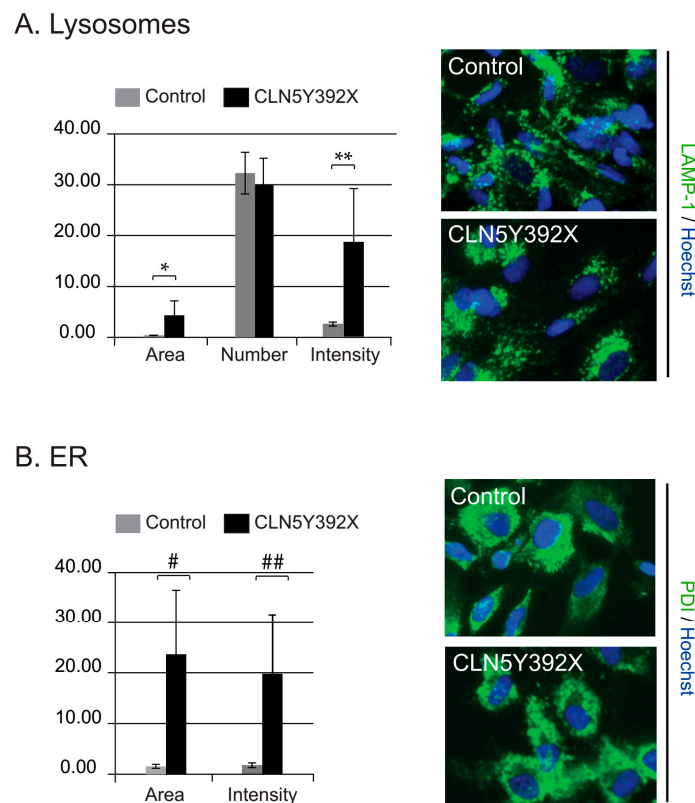 A. Lysosomes
Control CLN5Y392X
40.00
30.00
20.00
10.00
0.00
*
**
Area Number Intensity
Control
CLN5Y392X
LAMP-1 / Hoechst
B. ER
Control CLN5Y392X
40.00
30.00
20.00
10.00
0.00
#
##
Area Intensity
Control
CLN5Y392X
PDI / Hoechst